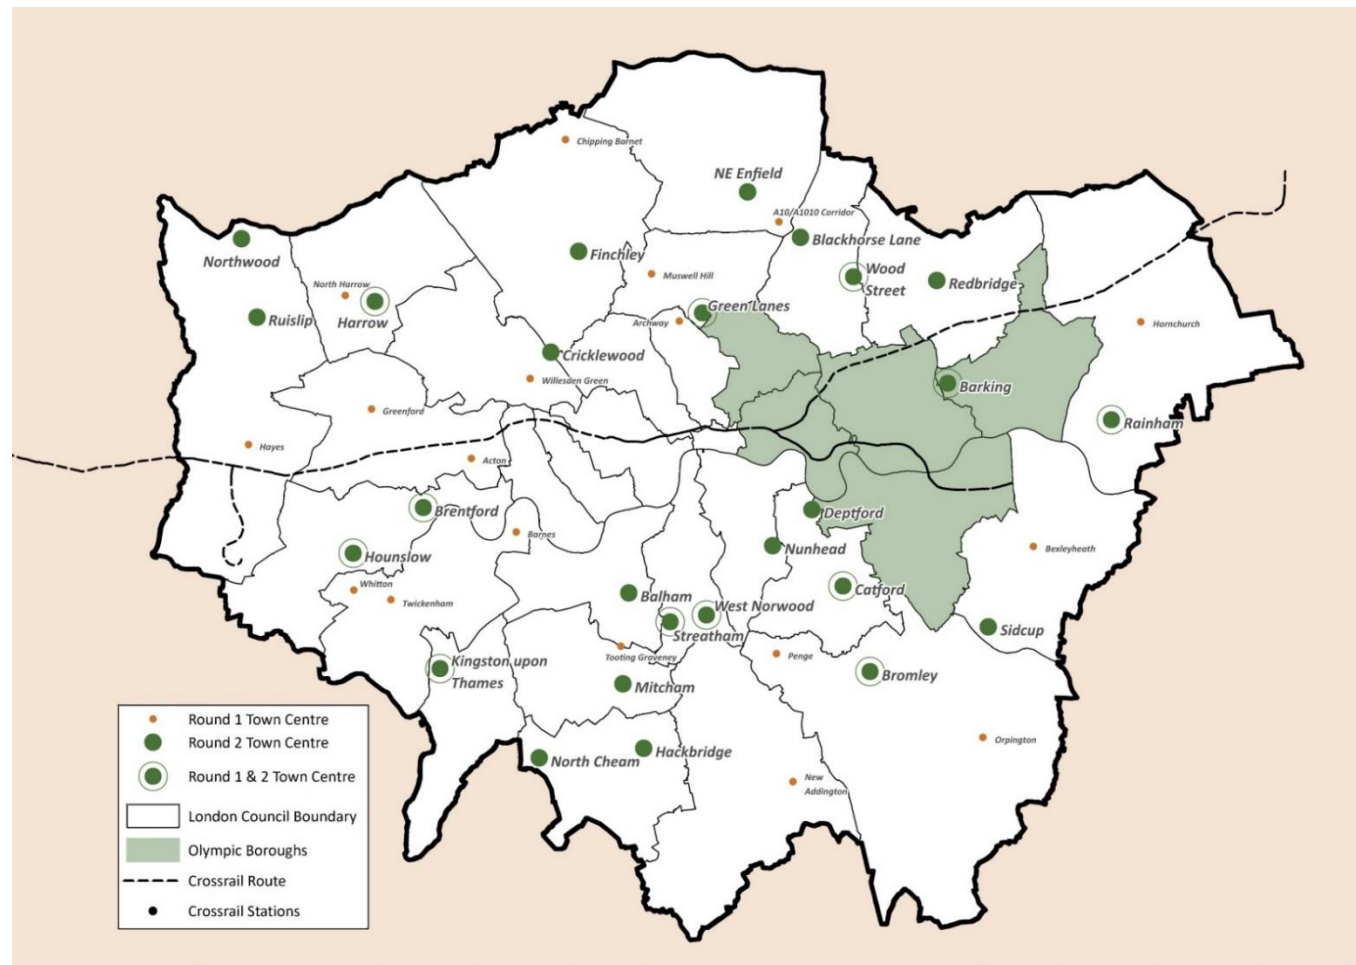 Chipping Barnet
NE Enfield
A10/A1010 Corridor
Blackhorse Lane
Northwood
Finchley
Muswell Hill
Wood
Street
Redbridge
North Harrow
Harrow
Ruislip
Green Lanes
Archway
Hornchurch
Cricklewood
Willesden Green
Barking
Greenford
Rainham
Hayes
Acton
Brentford
Deptford
Barnes
Nunhead
Bexleyheath
Hounslow
Whitton
Twickenham
Balham
Catford
West Norwood
Streatham
Sidcup
Tooting Graveney
Penge
Kingston upon
Thames
Mitcham
Bromley
Orpington
North Cheam
Hackbridge
New
Addington
Round 1 Town Centre
Round 2 Town Centre
Round 1 & 2 Town Centre
London Council Boundary
Olympic Boroughs
Crossrail Route
Crossrail Stations